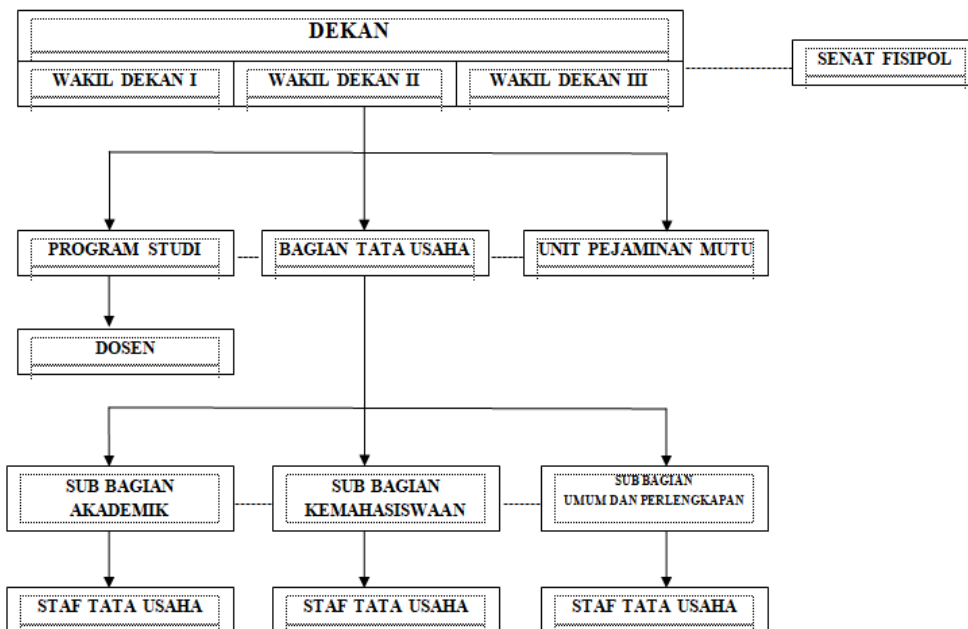 DEKAN
SENAT FISIPOL
WAKIL DEKAN I
WAKIL DEKAN II
WAKIL DEKAN III
PROGRAM STUDI
BAGIAN TATA USAHA
UNIT PEJAMINAN MUTU
DOSEN
SUB BAGIAN
AKADEMIK
SUB BAGIAN
KEMAHASISWAAN
SUB BAGIAN
UMUM DAN PERLENGKAPAN
STAF TATA USAHA
STAF TATA USAHA
STAF TATA USAHA